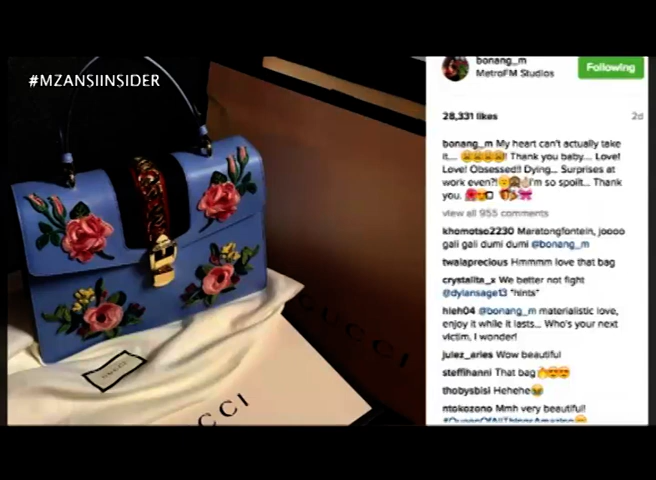 #MZANSIINSIDER
bonang_m
MetroFM Studios
Following
28,331 likes
2d
bonang_m My heart can't actually take
it.... 😩😩😩😩! Thank you baby... Love!
Love! Obsessed!! Dying... Surprises at
work even?! I'm so spoilt... Thank
you.
view all 955 comments
khomotso2230 Maratongfontein, joooo
gali gali dumi dumi @bonang_m
twalaprecious Hmmmm love that bag
crystalita_x We better not fight
@dylansage13 *hints*
hleh04 @bonang_m materialistic love,
enjoy it while it lasts... Who's your next
victim, I wonder!
julez_aries Wow beautiful
steffihanni That bag
thobysbisi Hehehe
ntokozono Mmh very beautiful!
GUCCI
GUCCI
CCI